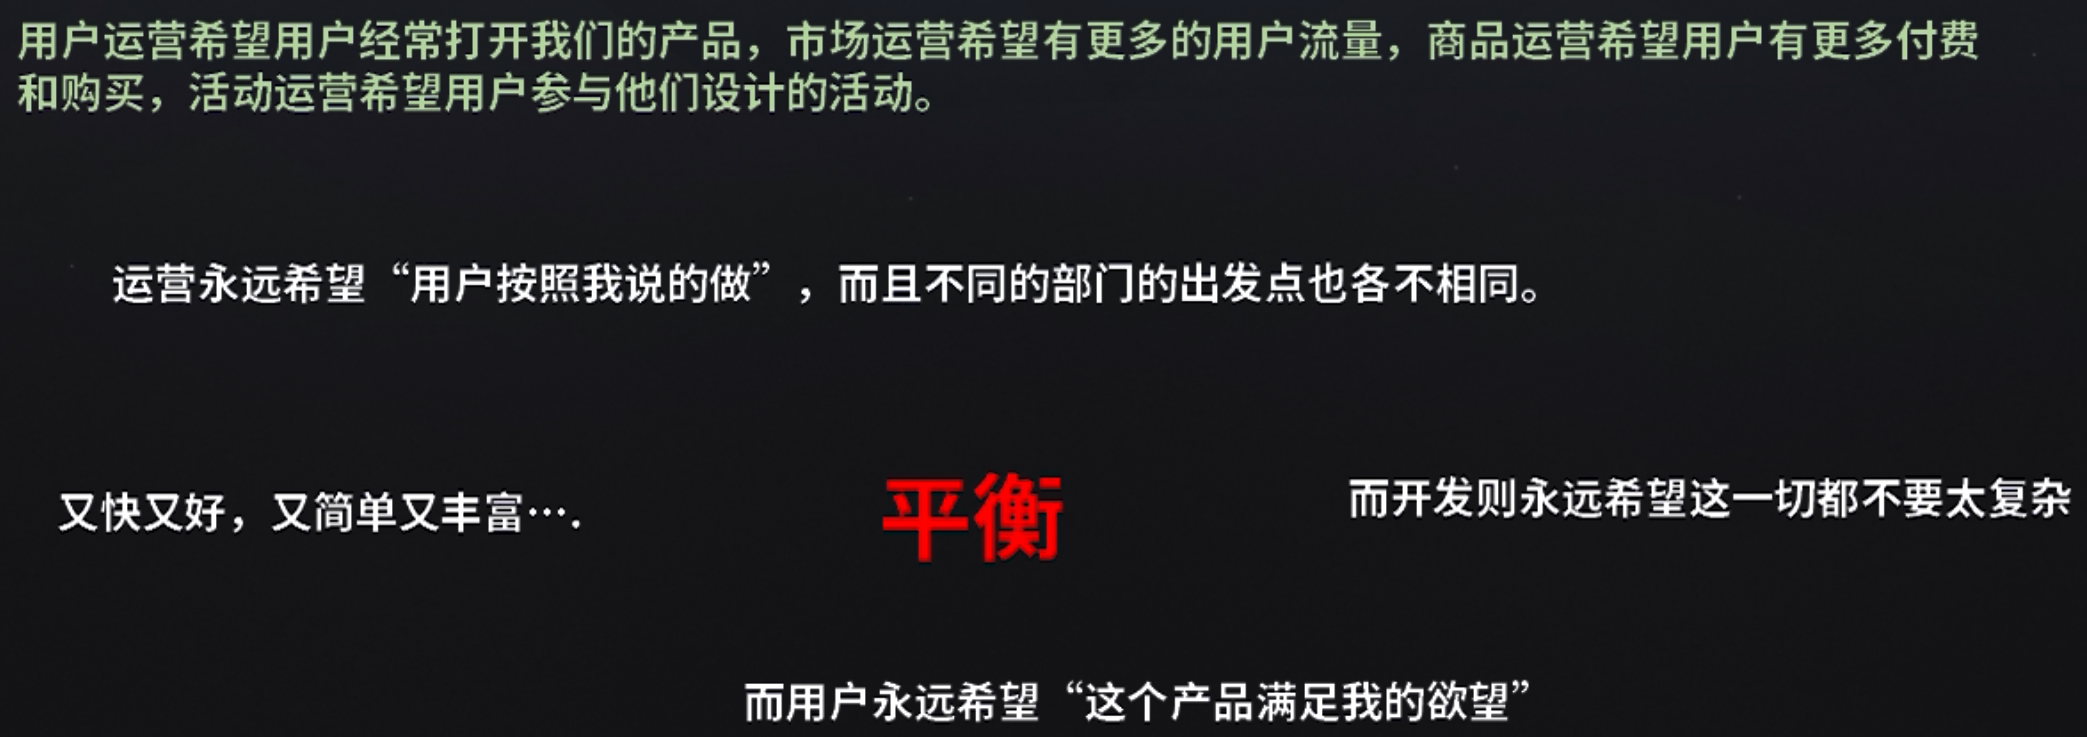 用户运营希望用户经常打开我们的产品，市场运营希望有更多的用户流量，商品运营希望用户有更多付费
和购买，活动运营希望用户参与他们设计的活动。
运营永远希望“用户按照我说的做”，而且不同的部门的出发点也各不相同。
又快又好，又简单又丰富….
平衡
而开发则永远希望这一切都不要太复杂
而用户永远希望“这个产品满足我的欲望”